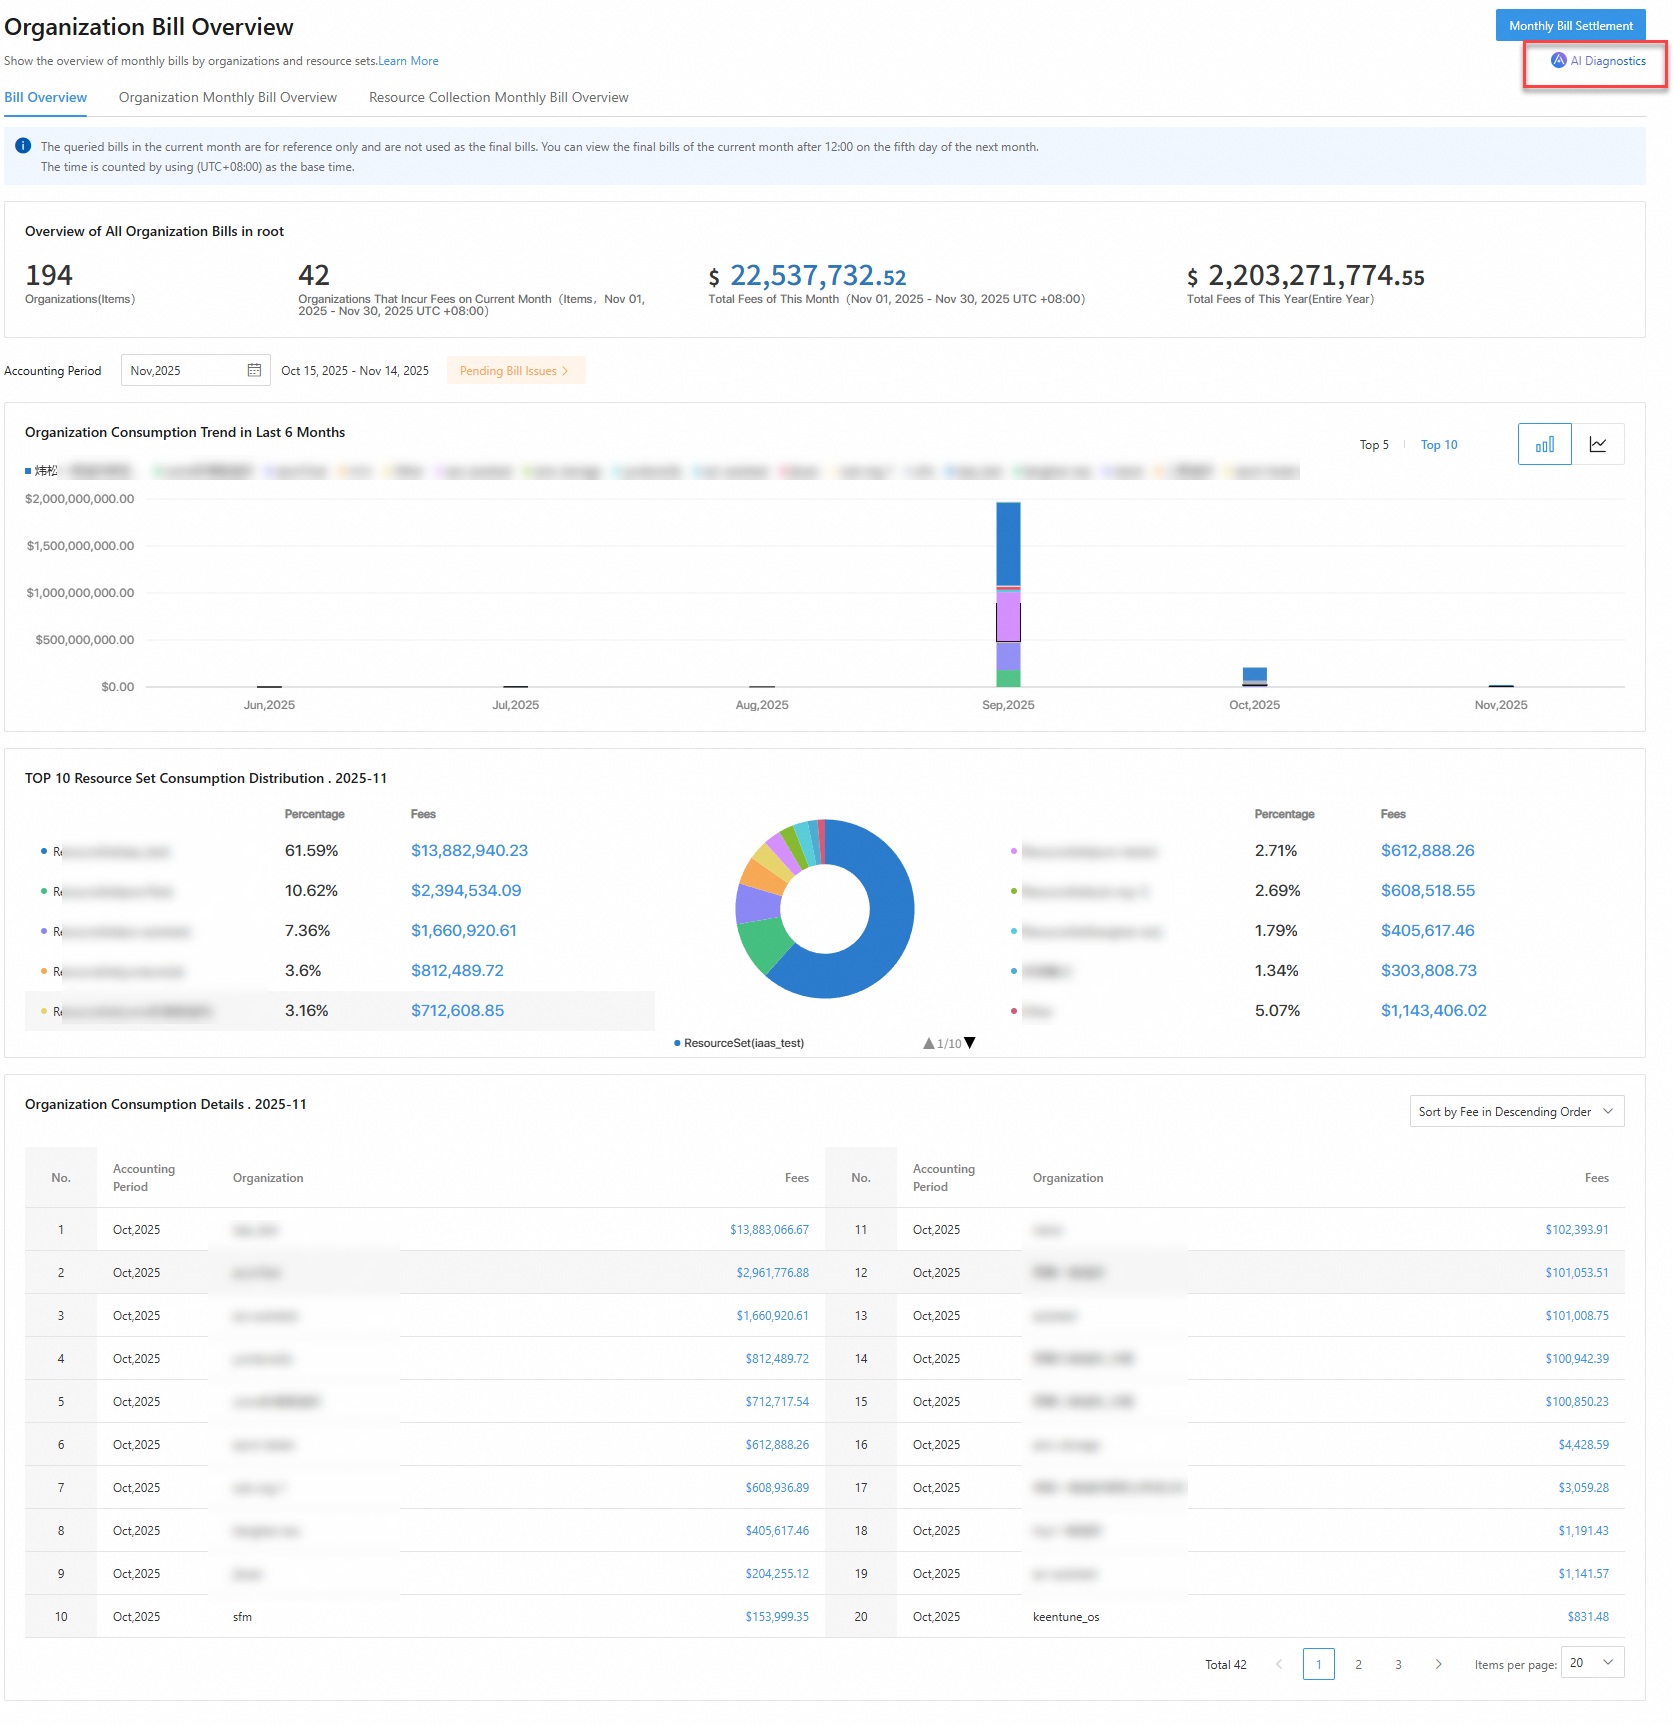 Organization Bill Overview
Monthly Bill Settlement
Show the overview of monthly bills by organizations and resource sets.Learn More
AI Diagnostics
Bill Overview
Organization Monthly Bill Overview
Resource Collection Monthly Bill Overview
The queried bills in the current month are for reference only and are not used as the final bills. You can view the final bills of the current month after 12:00 on the fifth day of the next month.
The time is counted by using (UTC+08:00) as the base time.
Overview of All Organization Bills in root
194
Organizations(Items)
42
Organizations That Incur Fees on Current Month（Items，Nov 01,
2025 - Nov 30, 2025 UTC +08:00）
$ 22,537,732.52
Total Fees of This Month（Nov 01, 2025 - Nov 30, 2025 UTC +08:00）
$ 2,203,271,774.55
Total Fees of This Year(Entire Year)
Accounting Period
Nov,2025
Oct 15, 2025 - Nov 14, 2025
Pending Bill Issues
Organization Consumption Trend in Last 6 Months
Top 5
Top 10
炜松
$2,000,000,000.00
$1,500,000,000.00
$1,000,000,000.00
$500,000,000.00
$0.00
Jun,2025
Jul,2025
Aug,2025
Sep,2025
Oct,2025
Nov,2025
TOP 10 Resource Set Consumption Distribution . 2025-11
Percentage Fees
61.59% $13,882,940.23
10.62% $2,394,534.09
7.36% $1,660,920.61
3.6% $812,489.72
3.16% $712,608.85
ResourceSet(iaas_test)
1/10
Percentage Fees
2.71% $612,888.26
2.69% $608,518.55
1.79% $405,617.46
1.34% $303,808.73
5.07% $1,143,406.02
Organization Consumption Details . 2025-11
Sort by Fee in Descending Order
No. Accounting Period Organization Fees No. Accounting Period Organization Fees
1 Oct,2025 $13,883,066.67 11 Oct,2025 $102,393.91
2 Oct,2025 $2,961,776.88 12 Oct,2025 $101,053.51
3 Oct,2025 $1,660,920.61 13 Oct,2025 $101,008.75
4 Oct,2025 $812,489.72 14 Oct,2025 $100,942.39
5 Oct,2025 $712,717.54 15 Oct,2025 $100,850.23
6 Oct,2025 $612,888.26 16 Oct,2025 $4,428.59
7 Oct,2025 $608,936.89 17 Oct,2025 $3,059.28
8 Oct,2025 $405,617.46 18 Oct,2025 $1,191.43
9 Oct,2025 $204,255.12 19 Oct,2025 $1,141.57
10 Oct,2025 sfm $153,999.35 20 Oct,2025 keentune_os $831.48
Total 42
1
2
3
Items per page:
20